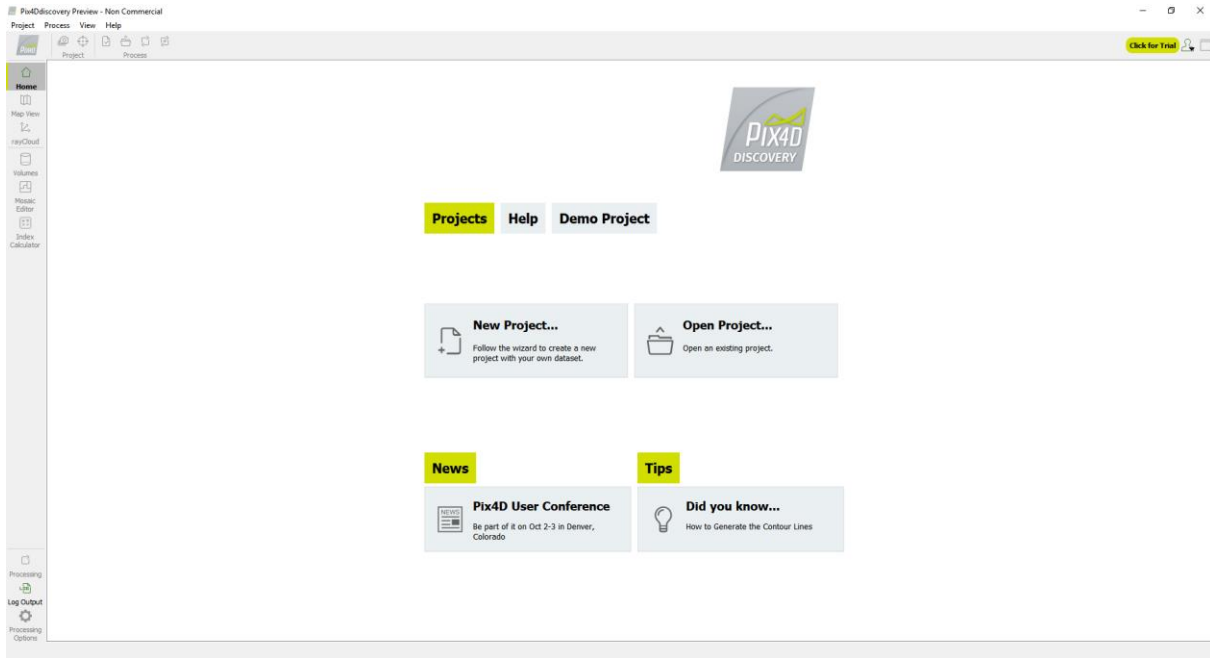 Pix4Ddiscovery Preview - Non Commercial
Project Process View Help
PIX4D
Project
Process
Click for Trial
Home
Map View
rayCloud
Volumes
Mosaic
Editor
Index
Calculator
PIX4D
DISCOVERY
Projects
Help
Demo Project
New Project...
Follow the wizard to create a new
project with your own dataset.
Open Project...
Open an existing project.
News
Tips
NEWS
Pix4D User Conference
Be part of it on Oct 2-3 in Denver,
Colorado
Did you know...
How to Generate the Contour Lines
Processing
Log Output
Processing
Options